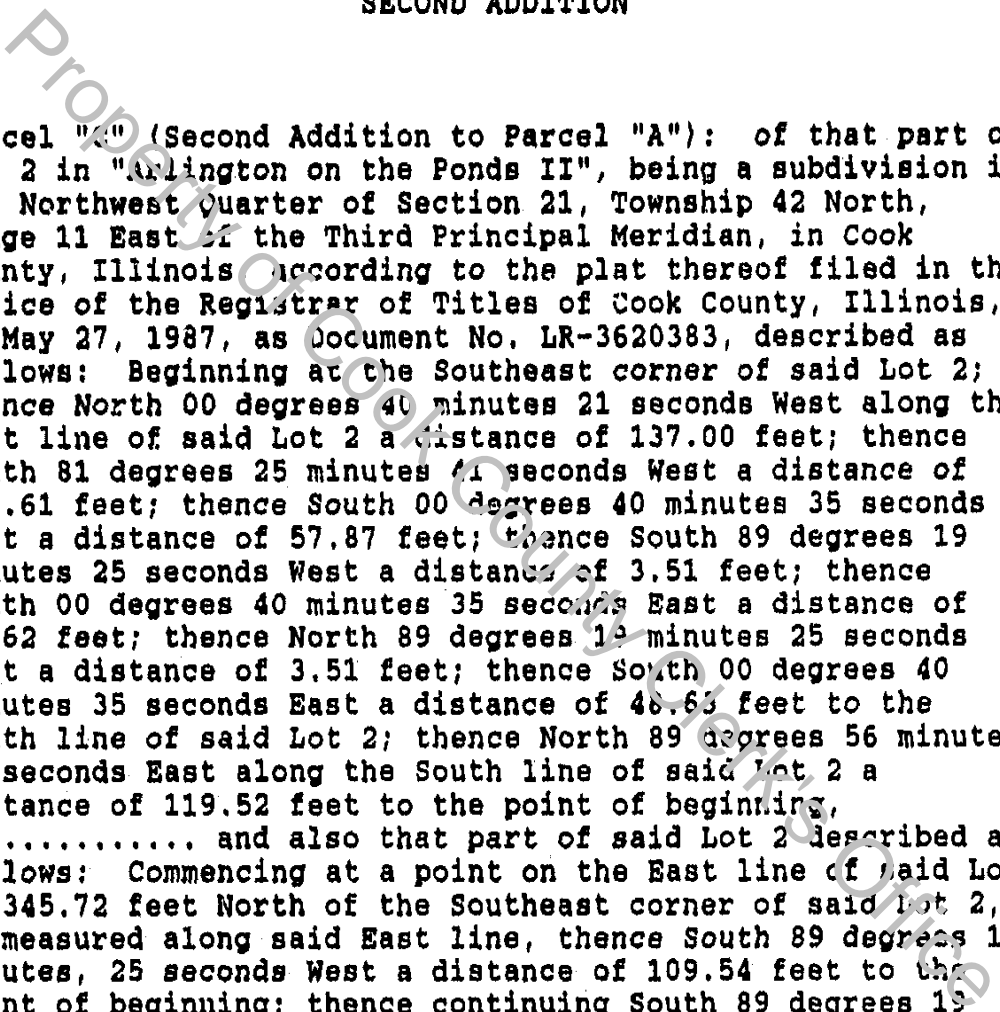 SECOND ADDITION
cel "C" (Second Addition to Parcel "A"): of that part o
2 in "Arlington on the Ponds II", being a subdivision i
Northwest Quarter of Section 21, Township 42 North,
ge 11 East of the Third Principal Meridian, in Cook
nty, Illinois, according to the plat thereof filed in th
ice of the Registrar of Titles of Cook County, Illinois,
May 27, 1987, as Document No. LR-3620383, described as
lows: Beginning at the Southeast corner of said Lot 2;
nce North 00 degrees 40 minutes 21 seconds West along th
t line of said Lot 2 a distance of 137.00 feet; thence
th 81 degrees 25 minutes 41 seconds West a distance of
.61 feet; thence South 00 degrees 40 minutes 35 seconds
t a distance of 57.87 feet; thence South 89 degrees 19
utes 25 seconds West a distance of 3.51 feet; thence
th 00 degrees 40 minutes 35 seconds East a distance of
62 feet; thence North 89 degrees 19 minutes 25 seconds
t a distance of 3.51 feet; thence South 00 degrees 40
utes 35 seconds East a distance of feet to the
th line of said Lot 2; thence North 89 degrees 56 minute
seconds East along the South line of said Lot 2 a
tance of 119.52 feet to the point of beginning,
........... and also that part of said Lot 2 described a
lows: Commencing at a point on the East line of said Lo
345.72 feet North of the Southeast corner of said Lot 2,
measured along said East line, thence South 89 degrees 1
utes, 25 seconds West a distance of 109.54 feet to the
nt of beginning; thence continuing South 89 degrees 19
Property of Cook County Clerk's Office